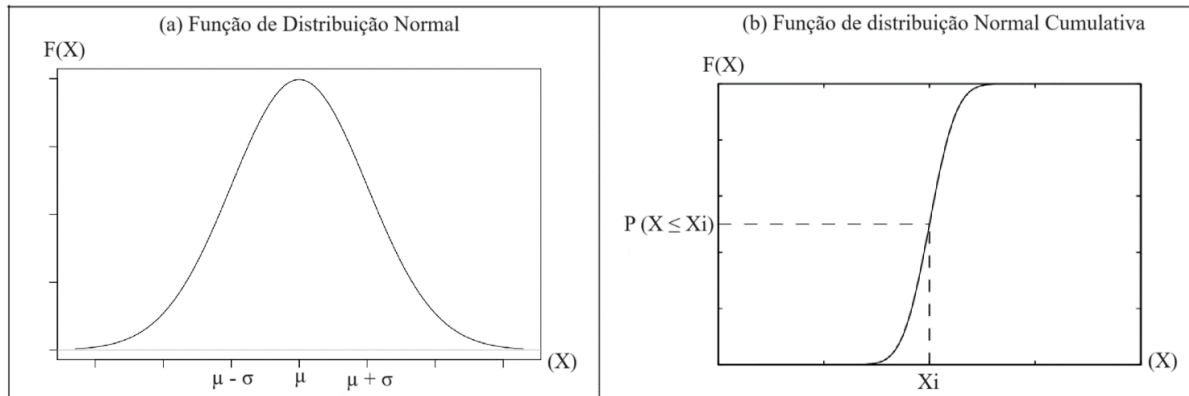 (a) Função de Distribuição Normal
F(X)
μ - σ μ μ + σ
(X)
(b) Função de distribuição Normal Cumulativa
F(X)
P (X ≤ Xi)
Xi
(X)